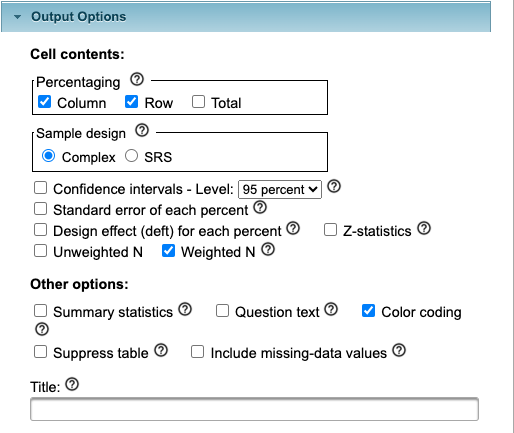 Output Options
Cell contents:
Percentaging ?
Column Row Total
Sample design ?
Complex SRS
Confidence intervals - Level: 95 percent ?
Standard error of each percent ?
Design effect (deft) for each percent ? Z-statistics ?
Unweighted N Weighted N ?
Other options:
Summary statistics ? Question text ? Color coding
?
Suppress table ? Include missing-data values ?
Title: ?